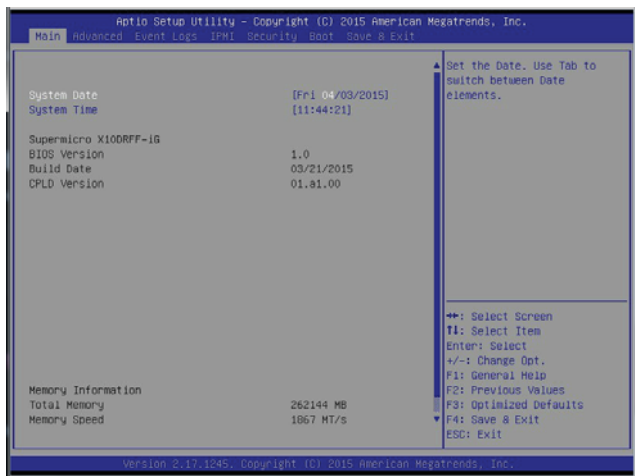 Aptio Setup Utility - Copyright (C) 2015 American Megatrends, Inc.
Main Advanced Event Logs IPMI Security Boot Save & Exit
System Date [Fri 04/03/2015]
System Time [11:44:21]
Supermicro X10DRFF-iG
BIOS Version 1.0
Build Date 03/21/2015
CPLD Version 01.a1.00
Memory Information
Total Memory 262144 MB
Memory Speed 1867 MT/s
Set the Date. Use Tab to
switch between Date
elements.
→←: Select Screen
↑↓: Select Item
Enter: Select
+/-: Change Opt.
F1: General Help
F2: Previous Values
F3: Optimized Defaults
F4: Save & Exit
ESC: Exit
Version 2.17.1245. Copyright (C) 2015 American Megatrends, Inc.